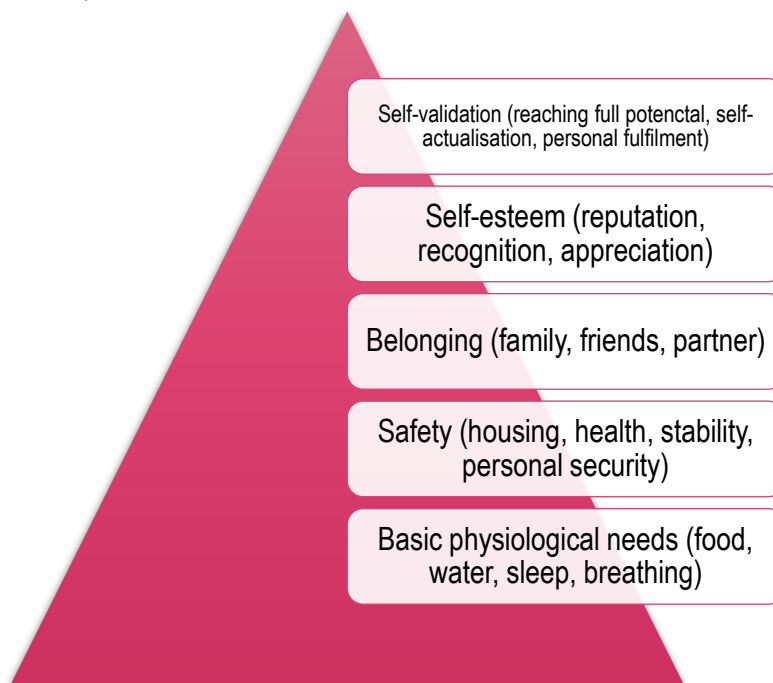 Self-validation (reaching full potenctal, self-
actualisation, personal fulfilment)
Self-esteem (reputation,
recognition, appreciation)
Belonging (family, friends, partner)
Safety (housing, health, stability,
personal security)
Basic physiological needs (food,
water, sleep, breathing)